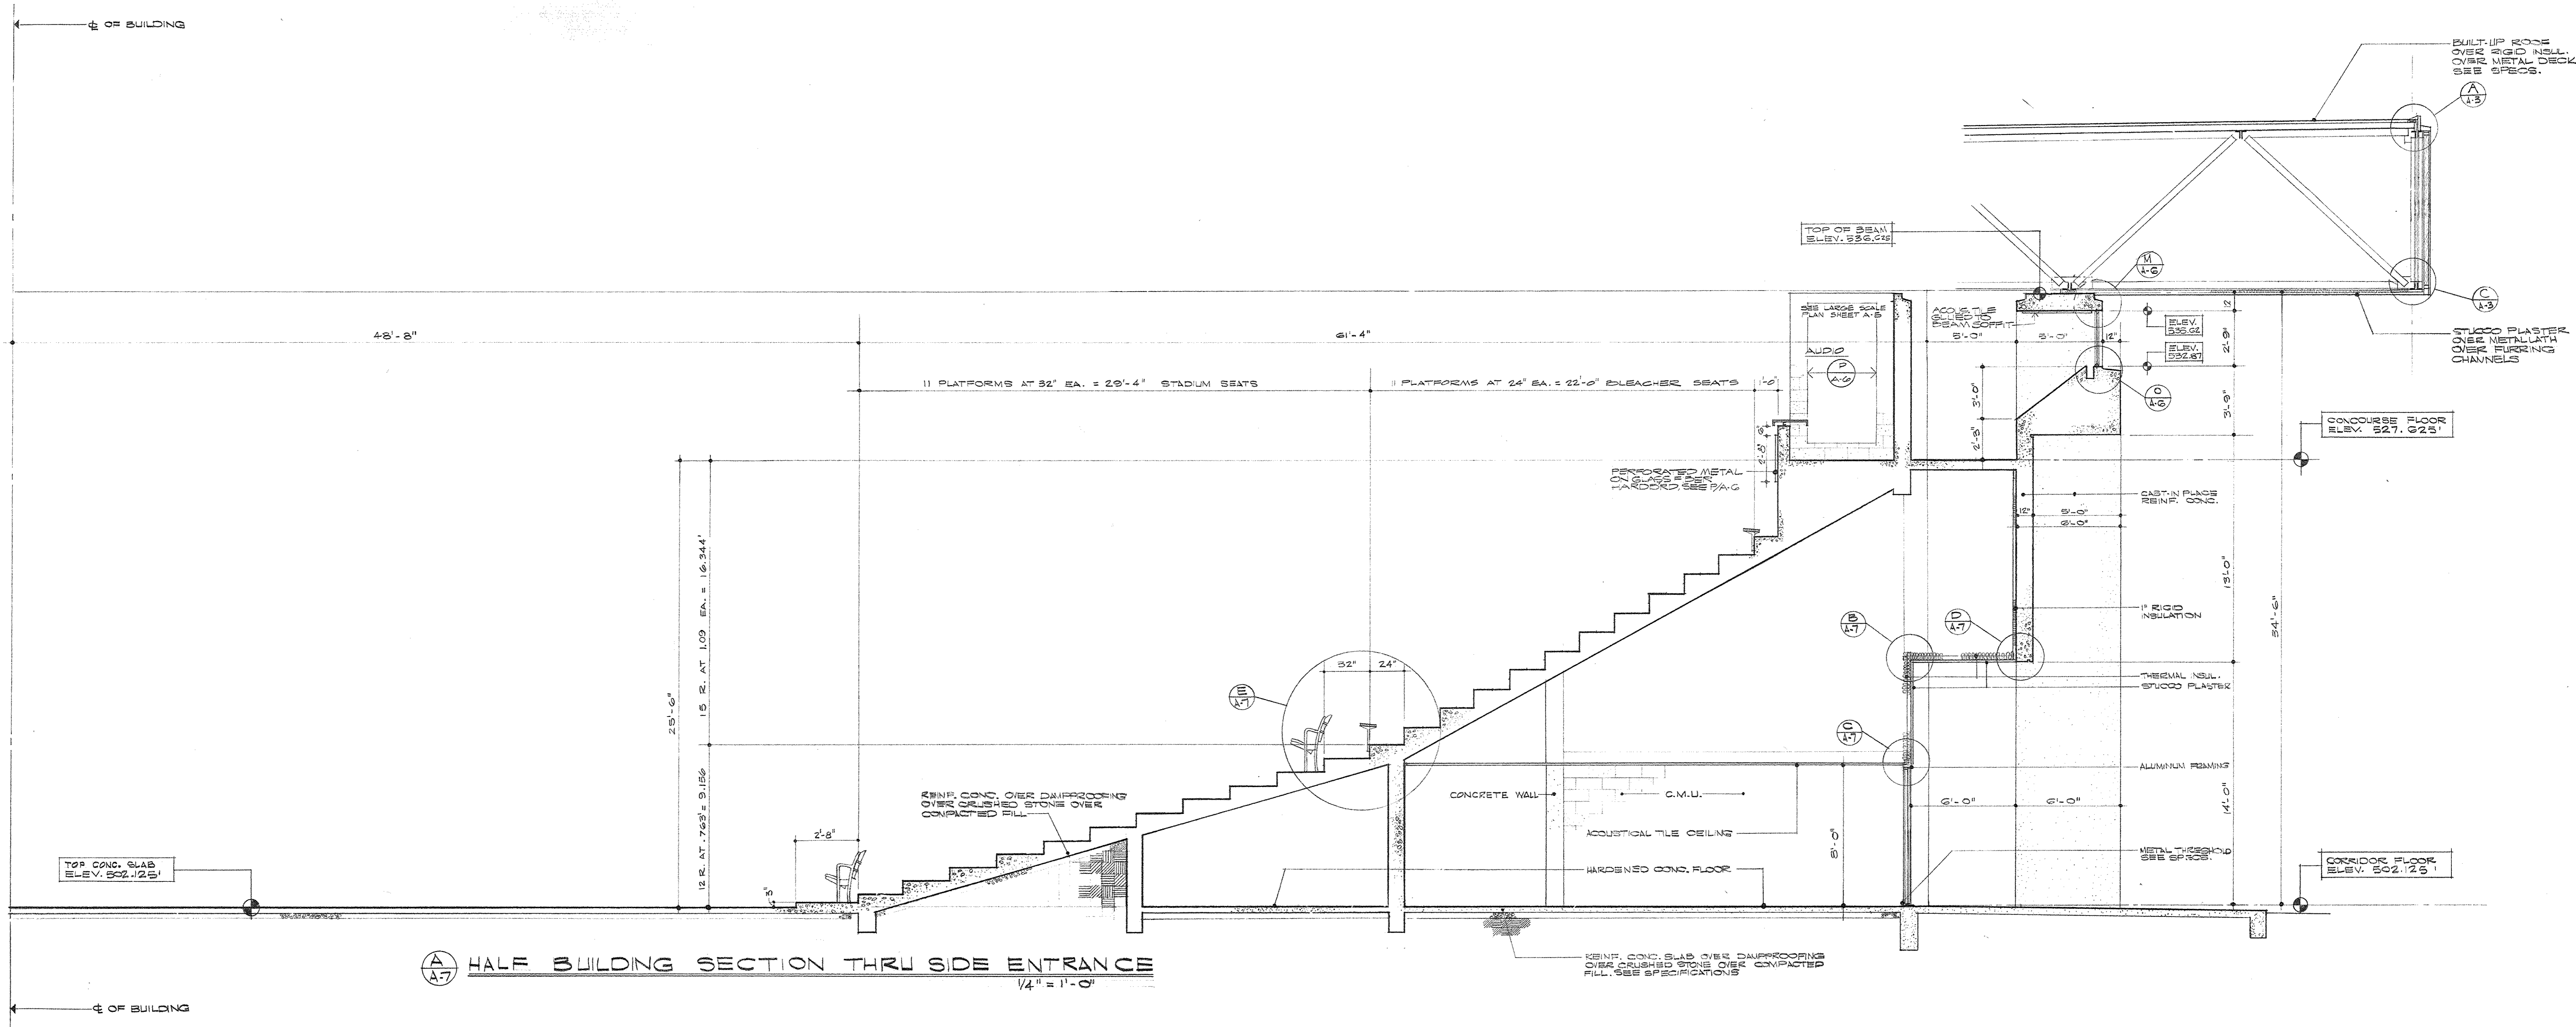 ℄ OF BUILDING
BUILT-UP ROOF
OVER RIGID INSUL.
OVER METAL DECK
SEE SPECS.
A
A-3
TOP OF BEAM
ELEV. 536.625
M
A-6
C
A-3
STUCCO PLASTER
OVER METAL LATH
OVER FURRING
CHANNELS
SEE LARGE SCALE
PLAN SHEET A-5
ACOUS. TILE
GLUED TO
BEAM SOFFIT
12
ELEV.
535.62
ELEV.
532.87
48'-8"
61'-4"
5'-0"
5'-0"
12"
2'-9"
AUDIO
P
A-6
11 PLATFORMS AT 32" EA. = 29'-4" STADIUM SEATS
11 PLATFORMS AT 24" EA. = 22'-0" BLEACHER SEATS
1'-0"
O
A-6
3'-0"
3'-9"
2'-8"
6"
2'-8"
CONCOURSE FLOOR
ELEV. 527.625'
PERFORATED METAL
ON GLASS FIBER
HARDBRD, SEE P/A-6
CAST-IN PLACE
REINF. CONC.
12"
5'-0"
6'-0"
13'-0"
34'-6"
1" RIGID
INSULATION
B
A-7
D
A-7
THERMAL INSUL.
STUCCO PLASTER
25'-6"
15 R. AT 1.09 EA. = 16.344'
12 R. AT .763' = 9.156
E
A-7
32"
24"
C
A-7
ALUMINUM FRAMING
6'-0"
6'-0"
14'-0"
REINF. CONC. OVER DAMPPROOFING
OVER CRUSHED STONE OVER
COMPACTED FILL
CONCRETE WALL
C.M.U.
ACOUSTICAL TILE CEILING
8'-0"
HARDENED CONC. FLOOR
METAL THRESHOLD
SEE SPECS.
2'-8"
3"
TOP CONC. SLAB
ELEV. 502.125'
CORRIDOR FLOOR
ELEV. 502.125'
REINF. CONC. SLAB OVER DAMPPROOFING
OVER CRUSHED STONE OVER COMPACTED
FILL. SEE SPECIFICATIONS
A
A-7
HALF BUILDING SECTION THRU SIDE ENTRANCE
1/4" = 1'-0"
℄ OF BUILDING